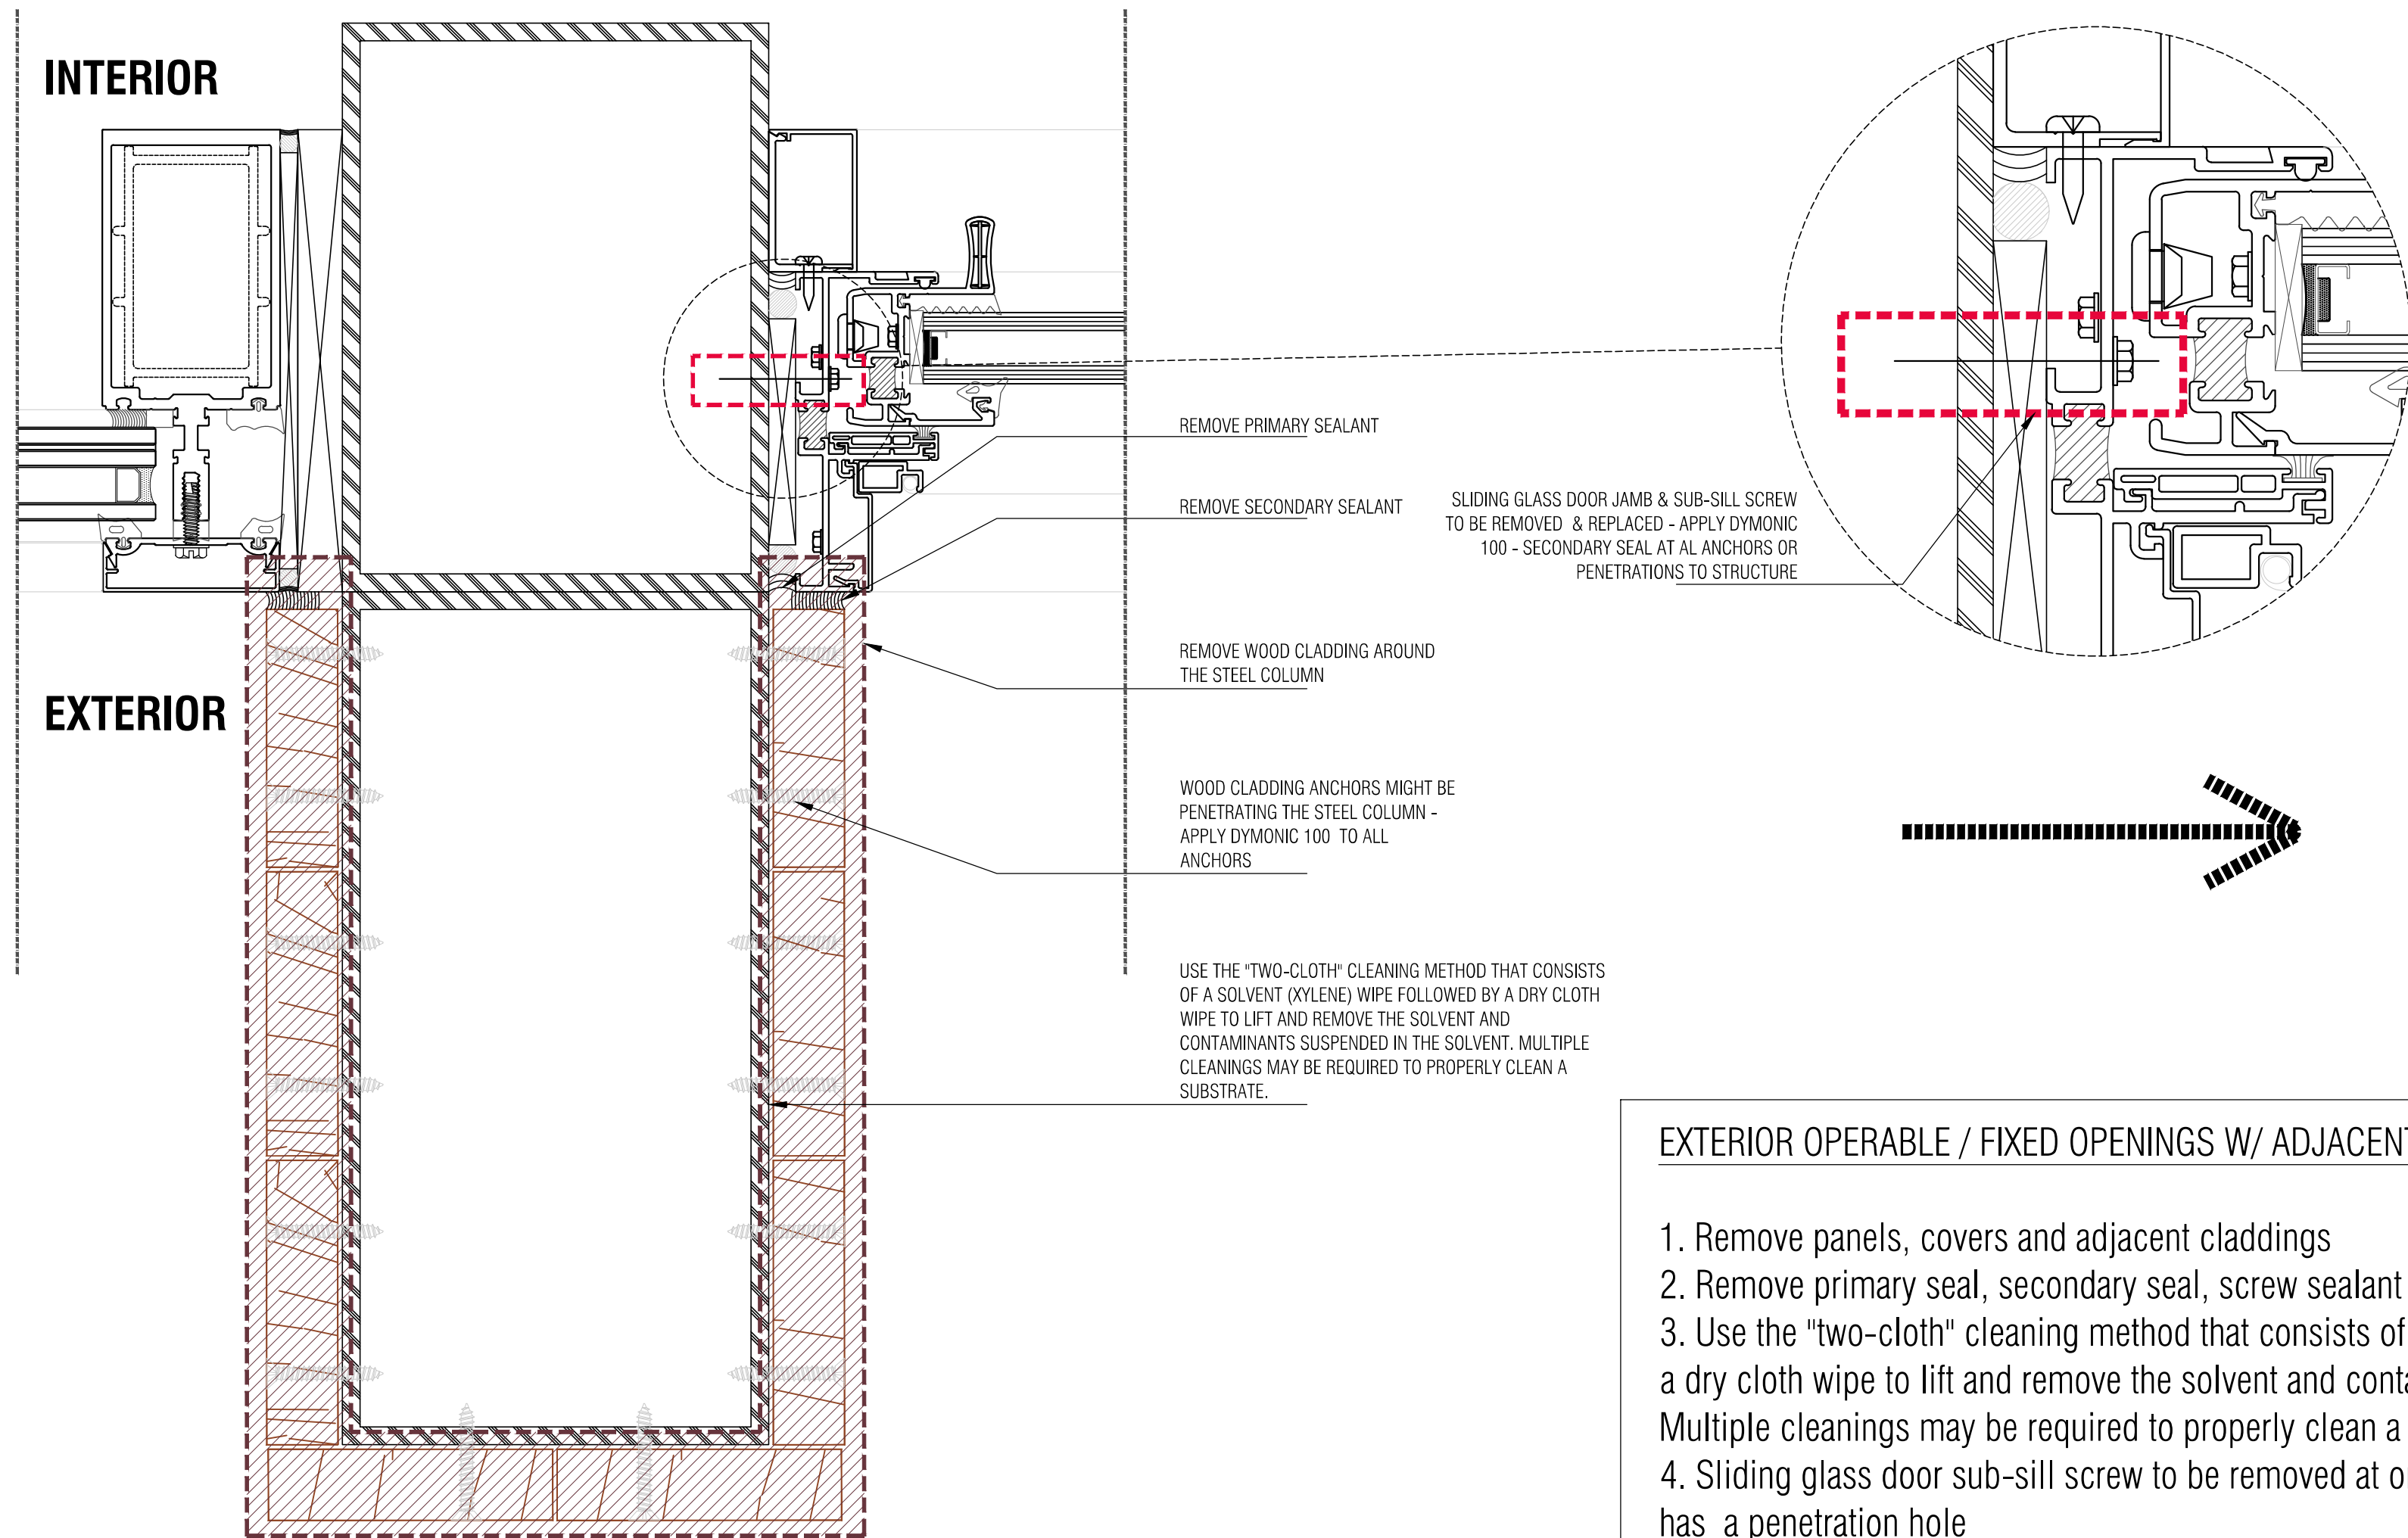 INTERIOR
EXTERIOR
REMOVE PRIMARY SEALANT
REMOVE SECONDARY SEALANT
REMOVE WOOD CLADDING AROUND
THE STEEL COLUMN
WOOD CLADDING ANCHORS MIGHT BE
PENETRATING THE STEEL COLUMN -
APPLY DYMONIC 100 TO ALL
ANCHORS
USE THE "TWO-CLOTH" CLEANING METHOD THAT CONSISTS
OF A SOLVENT (XYLENE) WIPE FOLLOWED BY A DRY CLOTH
WIPE TO LIFT AND REMOVE THE SOLVENT AND
CONTAMINANTS SUSPENDED IN THE SOLVENT. MULTIPLE
CLEANINGS MAY BE REQUIRED TO PROPERLY CLEAN A
SUBSTRATE.
SLIDING GLASS DOOR JAMB & SUB-SILL SCREW
TO BE REMOVED & REPLACED - APPLY DYMONIC
100 - SECONDARY SEAL AT AL ANCHORS OR
PENETRATIONS TO STRUCTURE
EXTERIOR OPERABLE / FIXED OPENINGS W/ ADJACENT
1. Remove panels, covers and adjacent claddings
2. Remove primary seal, secondary seal, screw sealant
3. Use the "two-cloth" cleaning method that consists of
a dry cloth wipe to lift and remove the solvent and conta
Multiple cleanings may be required to properly clean a
4. Sliding glass door sub-sill screw to be removed at o
has a penetration hole